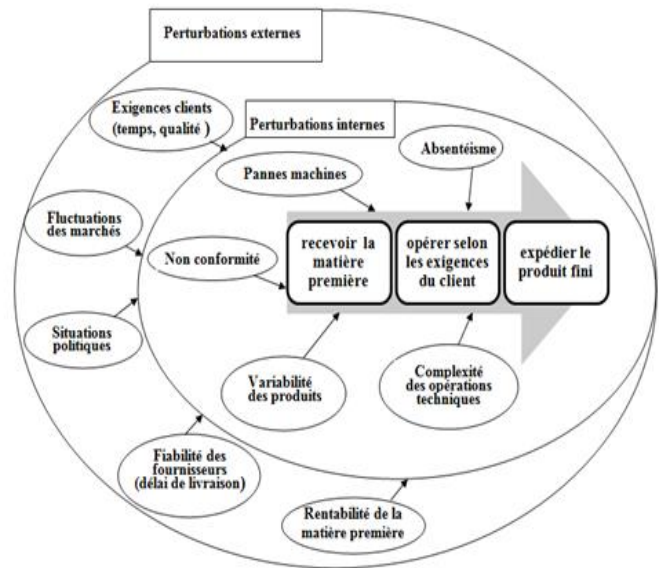 Perturbations externes
Exigences clients
(temps, qualité )
Perturbations internes
Absentéisme
Pannes machines
Fluctuations
des marchés
Non conformité
recevoir la
matière
première
opérer selon
les exigences
du client
expédier le
produit fini
Situations
politiques
Variabilité
des produits
Complexité
des opérations
techniques
Fiabilité des
fournisseurs
(délai de livraison)
Rentabilité de la
matière première